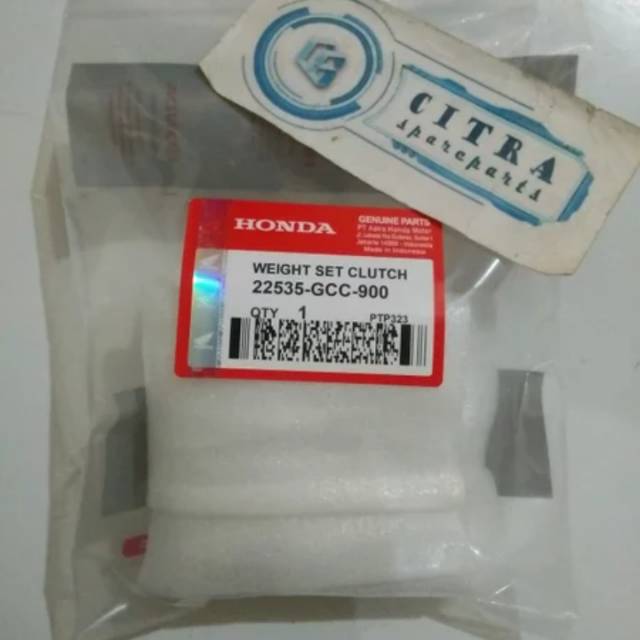 CITRA
spareparts
HONDA
GENUINE PARTS
PT Astra Honda Motor
Made in Indonesia
WEIGHT SET CLUTCH
22535-GCC-900
QTY 1
PTP323